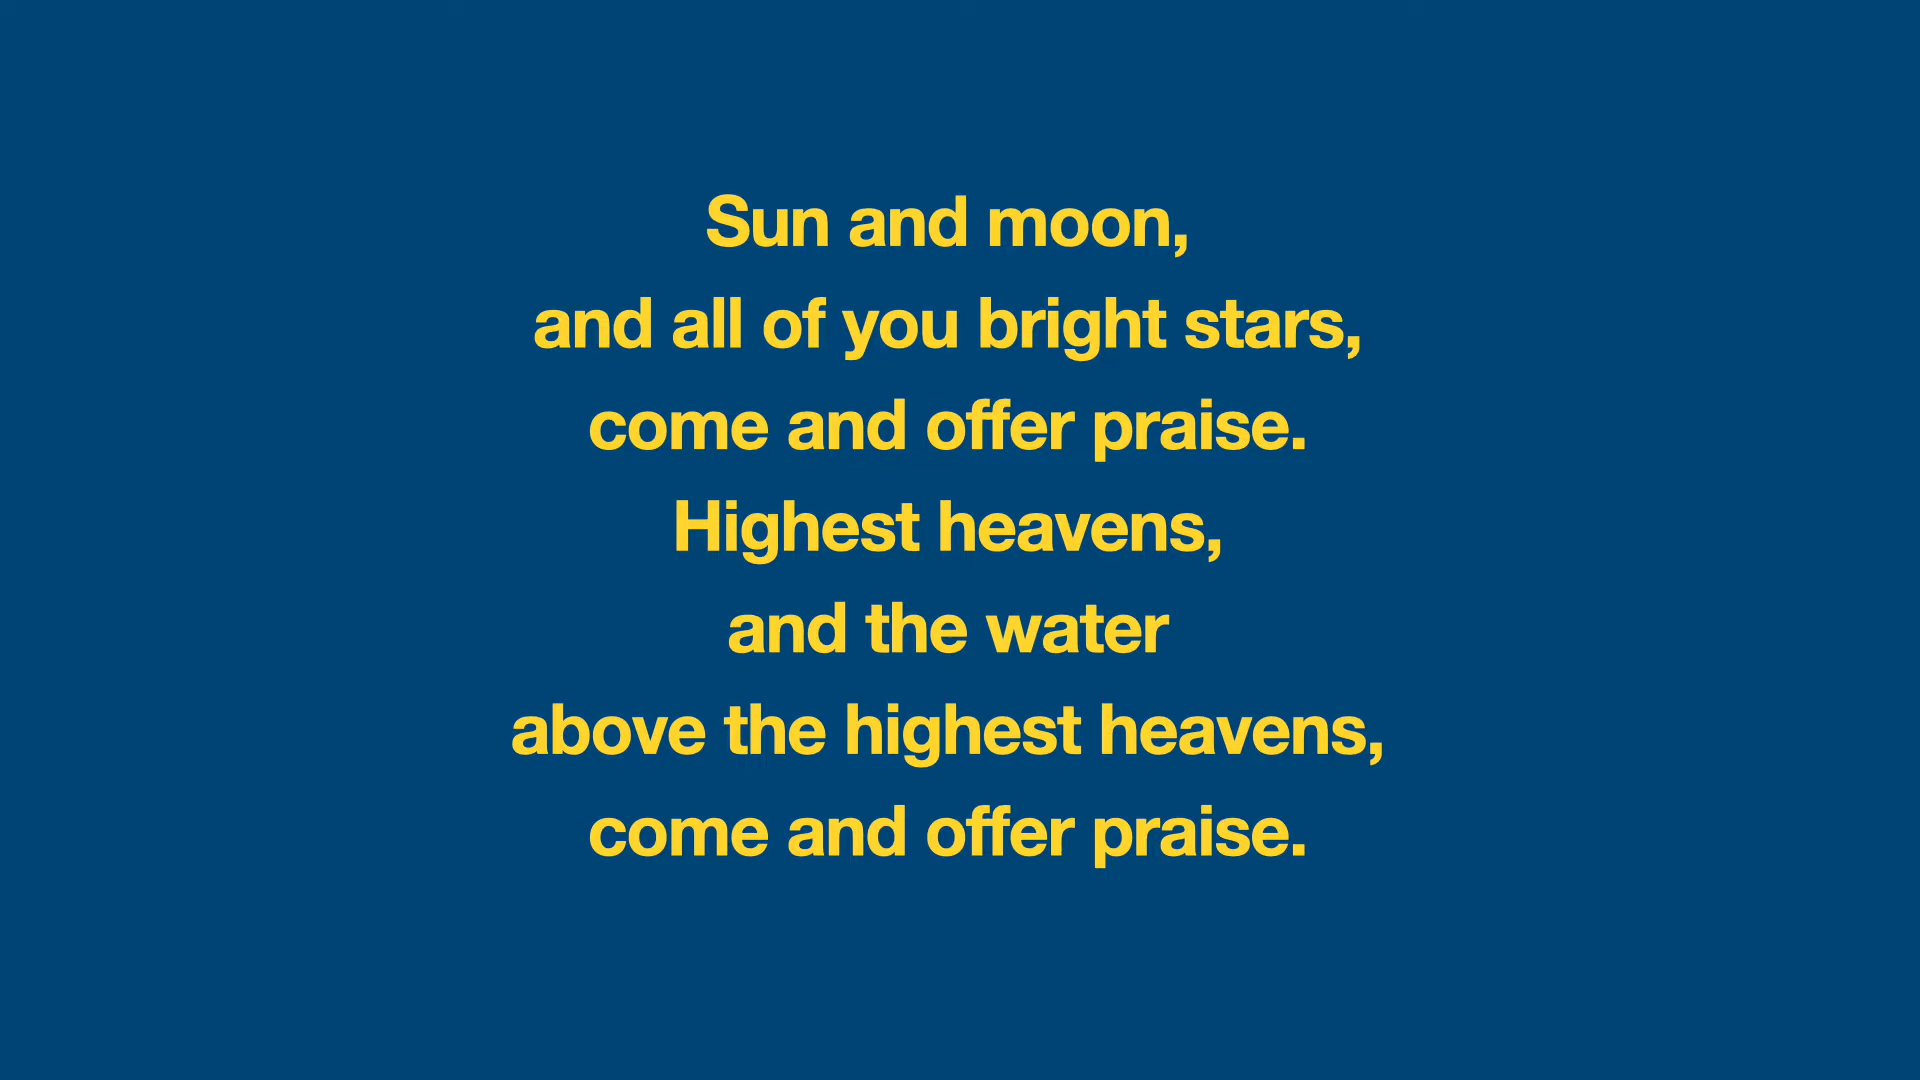 Sun and moon,
and all of you bright stars,
come and offer praise.
Highest heavens,
and the water
above the highest heavens,
come and offer praise.